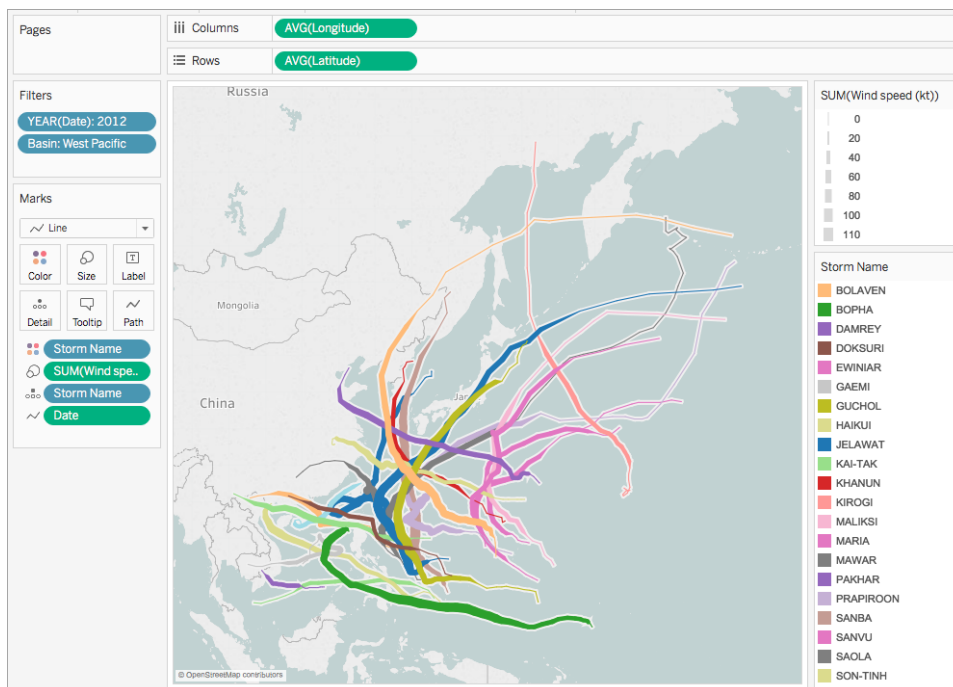 Pages
Columns
AVG(Longitude)
Rows
AVG(Latitude)
Filters
YEAR(Date): 2012
Basin: West Pacific
Marks
Line
Color
Size
Label
Detail
Tooltip
Path
Storm Name
SUM(Wind spe..
Storm Name
Date
Russia
Mongolia
China
© OpenStreetMap contributors
SUM(Wind speed (kt))
0
20
40
60
80
100
110
Storm Name
BOLAVEN
BOPHA
DAMREY
DOKSURI
EWINIAR
GAEMI
GUCHOL
HAIKUI
JELAWAT
KAI-TAK
KHANUN
KIROGI
MALIKSI
MARIA
MAWAR
PAKHAR
PRAPIROON
SANBA
SANVU
SAOLA
SON-TINH